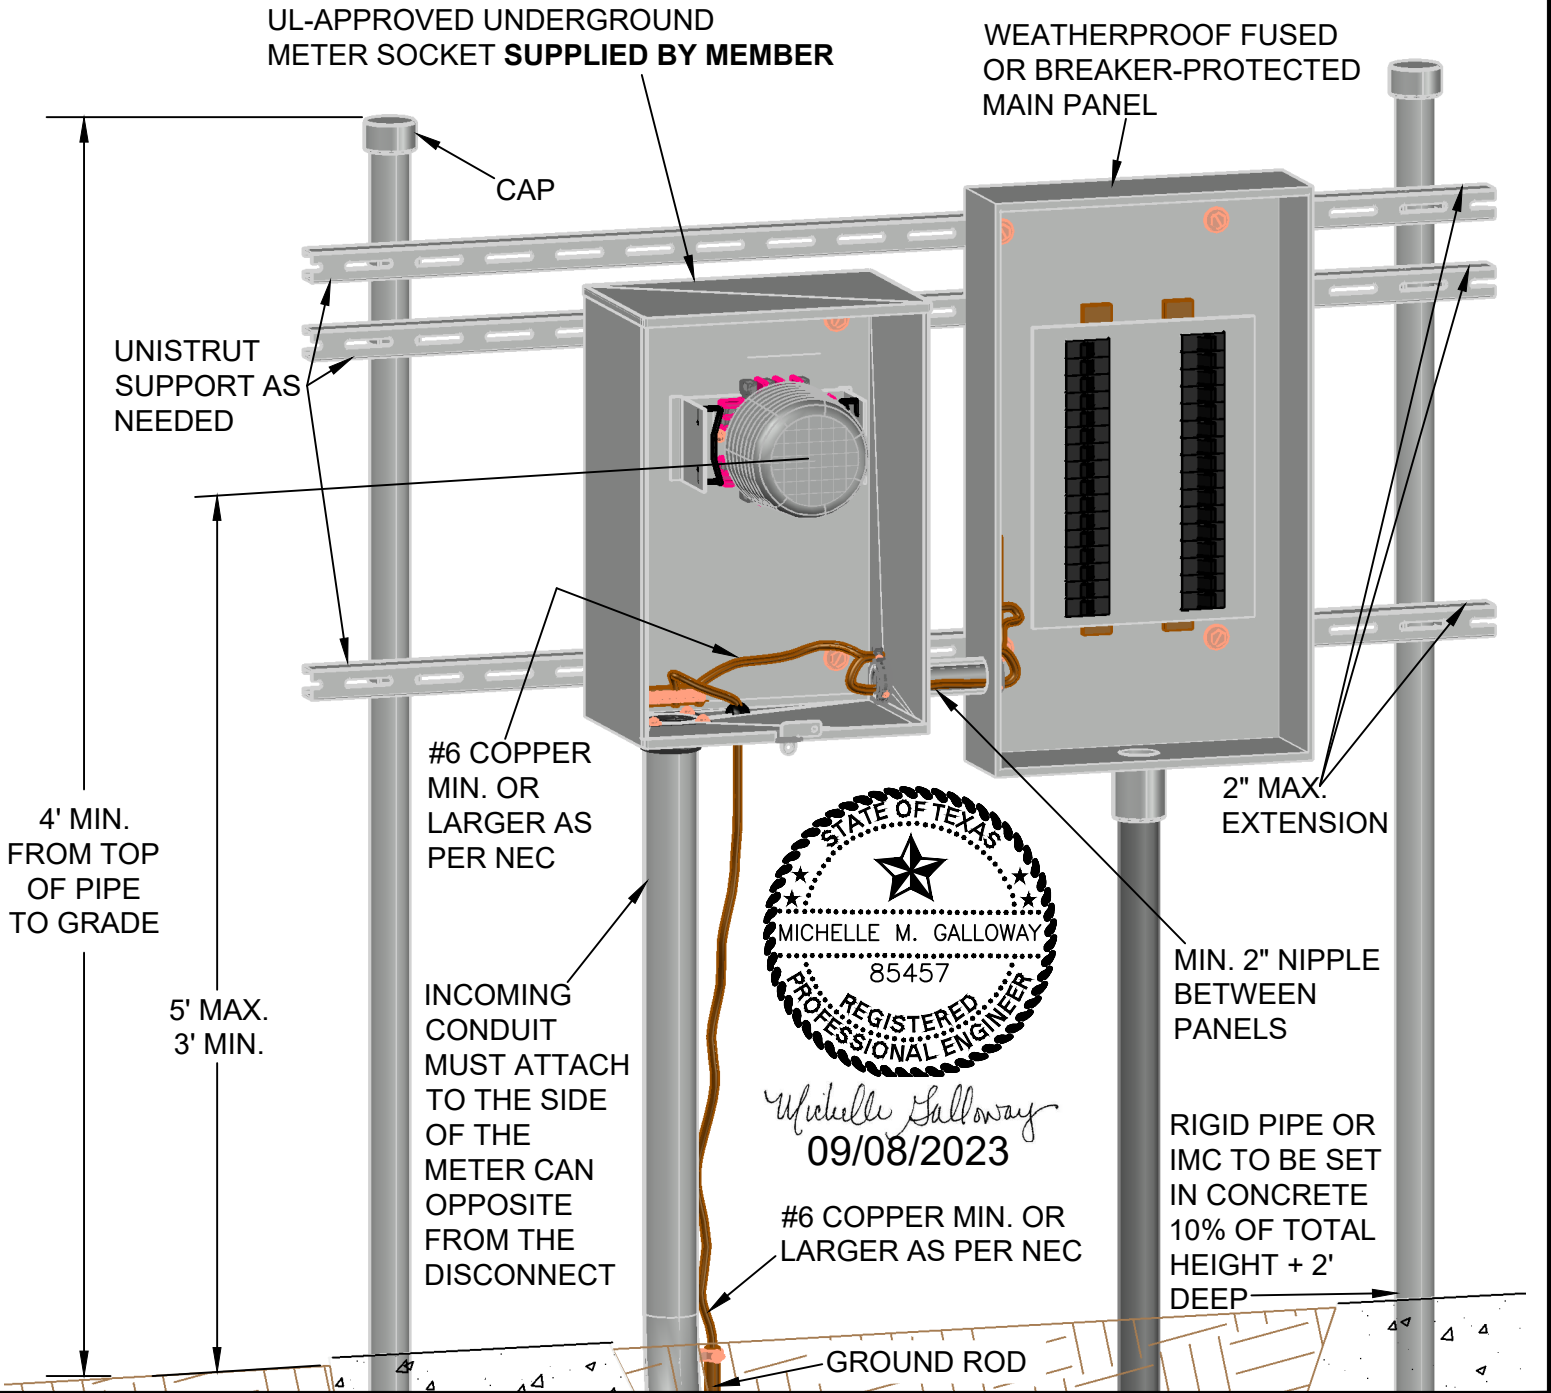 UL-APPROVED UNDERGROUND
METER SOCKET SUPPLIED BY MEMBER
WEATHERPROOF FUSED
OR BREAKER-PROTECTED
MAIN PANEL
CAP
UNISTRUT
SUPPORT AS
NEEDED
#6 COPPER
MIN. OR
LARGER AS
PER NEC
2" MAX.
EXTENSION
4' MIN.
FROM TOP
OF PIPE
TO GRADE
5' MAX.
3' MIN.
INCOMING
CONDUIT
MUST ATTACH
TO THE SIDE
OF THE
METER CAN
OPPOSITE
FROM THE
DISCONNECT
STATE OF TEXAS
MICHELLE M. GALLOWAY
85457
REGISTERED
PROFESSIONAL ENGINEER
Michelle Galloway
09/08/2023
MIN. 2" NIPPLE
BETWEEN
PANELS
#6 COPPER MIN. OR
LARGER AS PER NEC
RIGID PIPE OR
IMC TO BE SET
IN CONCRETE
10% OF TOTAL
HEIGHT + 2'
DEEP
GROUND ROD